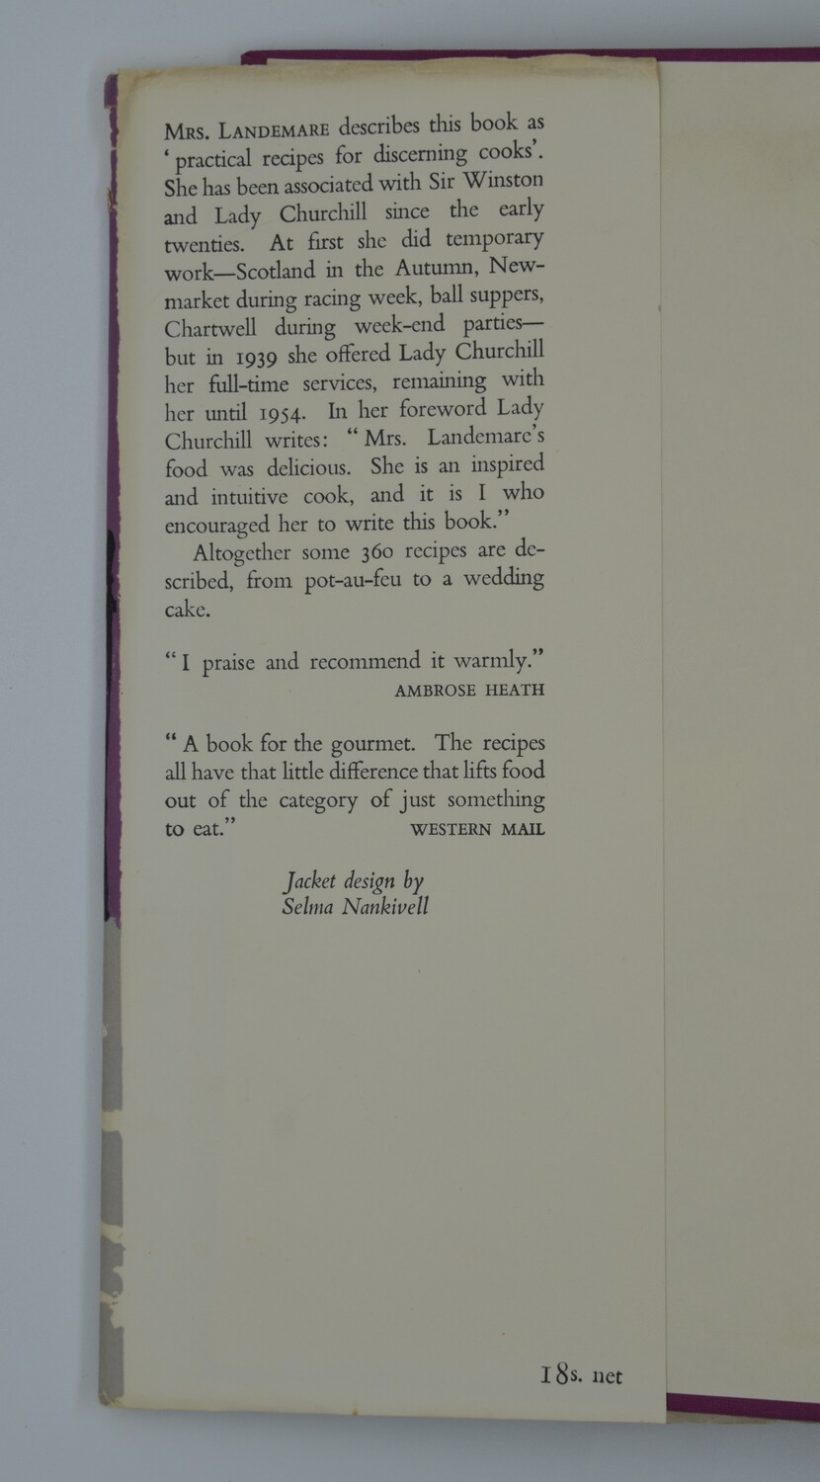 MRS. LANDEMARE describes this book as
‘practical recipes for discerning cooks’.
She has been associated with Sir Winston
and Lady Churchill since the early
twenties. At first she did temporary
work—Scotland in the Autumn, New-
market during racing week, ball suppers,
Chartwell during week-end parties—
but in 1939 she offered Lady Churchill
her full-time services, remaining with
her until 1954. In her foreword Lady
Churchill writes: “Mrs. Landemare’s
food was delicious. She is an inspired
and intuitive cook, and it is I who
encouraged her to write this book.”
Altogether some 360 recipes are de-
scribed, from pot-au-feu to a wedding
cake.
“I praise and recommend it warmly.”
AMBROSE HEATH
“A book for the gourmet. The recipes
all have that little difference that lifts food
out of the category of just something
to eat.” WESTERN MAIL
Jacket design by
Selma Nankivell
18s. net